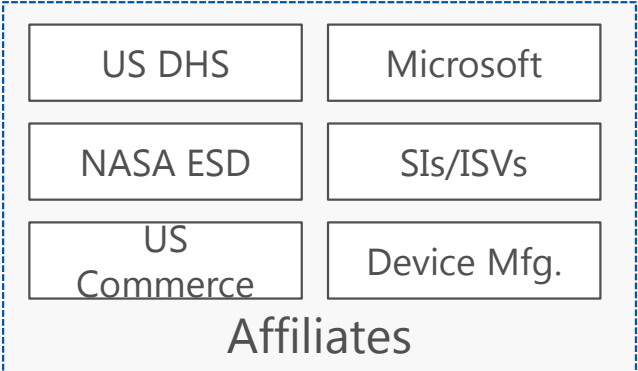 US DHS
Microsoft
NASA ESD
SIs/ISVs
US
Commerce
Device Mfg.
Affiliates